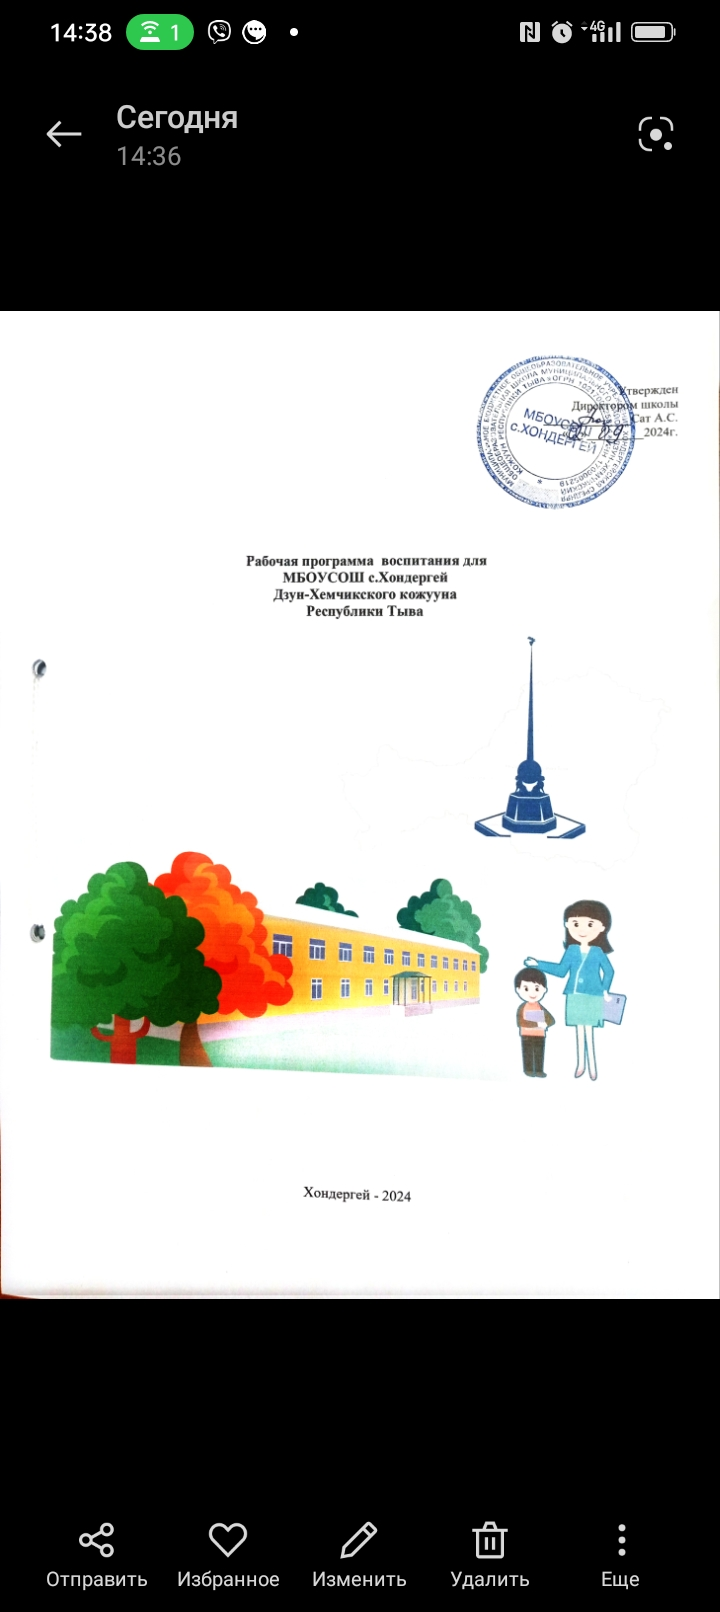 14:38
1
4G
Сегодня
14:36
Утвержден
Директором школы
Сат А.С.
2024г.
МБОУСОШ
с.ХОНДЕРГЕЙ
Рабочая программа воспитания для
МБОУСОШ с.Хондергей
Дзун-Хемчикского кожууна
Республики Тыва
Хондергей - 2024
Отправить
Избранное
Изменить
Удалить
Еще